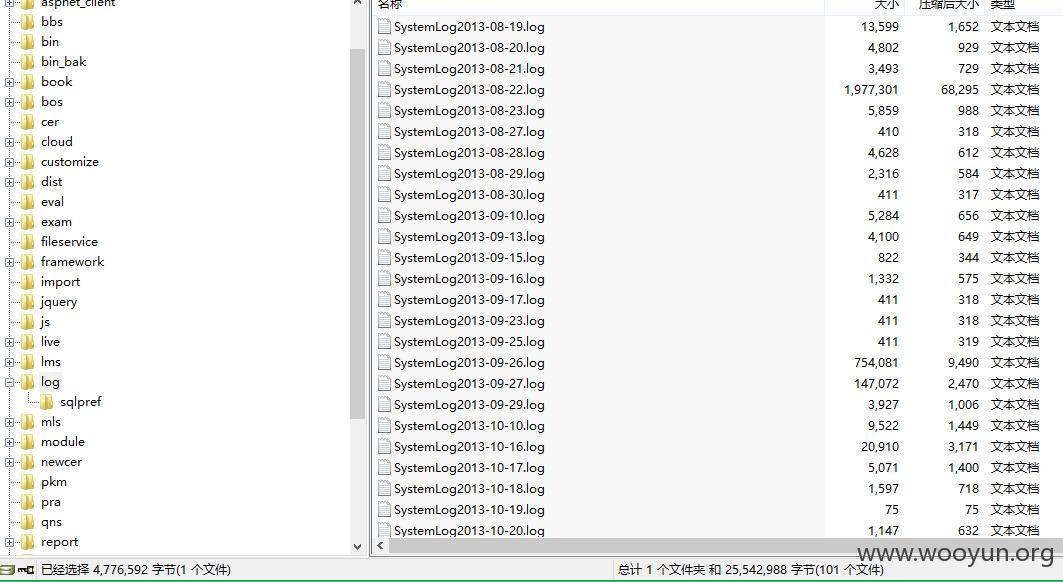 aspnet_client
bbs
bin
bin_bak
book
bos
cer
cloud
customize
dist
eval
exam
fileservice
framework
import
jquery
js
live
lms
log
sqlpref
mls
module
newcer
pkm
pra
qns
report
名称 大小 压缩后大小 类型
SystemLog2013-08-19.log 13,599 1,652 文本文档
SystemLog2013-08-20.log 4,802 929 文本文档
SystemLog2013-08-21.log 3,493 729 文本文档
SystemLog2013-08-22.log 1,977,301 68,295 文本文档
SystemLog2013-08-23.log 5,859 988 文本文档
SystemLog2013-08-27.log 410 318 文本文档
SystemLog2013-08-28.log 4,628 612 文本文档
SystemLog2013-08-29.log 2,316 584 文本文档
SystemLog2013-08-30.log 411 317 文本文档
SystemLog2013-09-10.log 5,284 656 文本文档
SystemLog2013-09-13.log 4,100 649 文本文档
SystemLog2013-09-15.log 822 344 文本文档
SystemLog2013-09-16.log 1,332 575 文本文档
SystemLog2013-09-17.log 411 318 文本文档
SystemLog2013-09-23.log 411 318 文本文档
SystemLog2013-09-25.log 411 319 文本文档
SystemLog2013-09-26.log 754,081 9,490 文本文档
SystemLog2013-09-27.log 147,072 2,470 文本文档
SystemLog2013-09-29.log 3,927 1,006 文本文档
SystemLog2013-10-10.log 9,522 1,449 文本文档
SystemLog2013-10-16.log 20,910 3,171 文本文档
SystemLog2013-10-17.log 5,071 1,400 文本文档
SystemLog2013-10-18.log 1,597 718 文本文档
SystemLog2013-10-19.log 75 75 文本文档
SystemLog2013-10-20.log 1,147 632 文本文档
www.wooyun.org
已经选择 4,776,592 字节(1 个文件)
总计 1 个文件夹 和 25,542,988 字节(101 个文件)